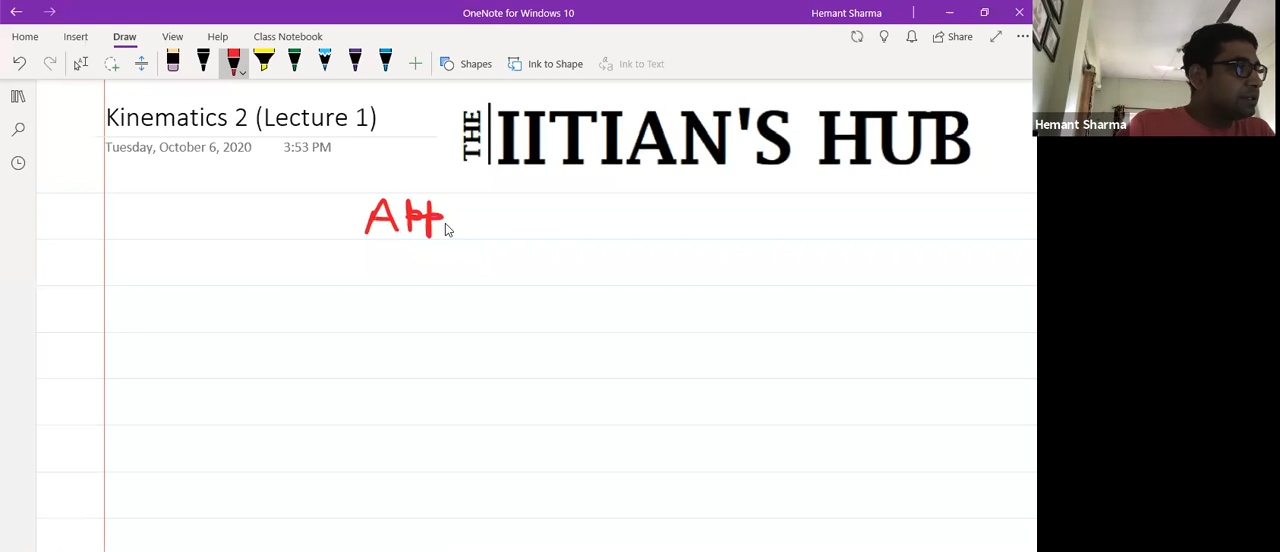 OneNote for Windows 10
Hemant Sharma
Home Insert Draw View Help Class Notebook
Share
Shapes Ink to Shape Ink to Text
Kinematics 2 (Lecture 1)
Tuesday, October 6, 2020 3:53 PM
THE IITIAN'S HUB
Hemant Sharma